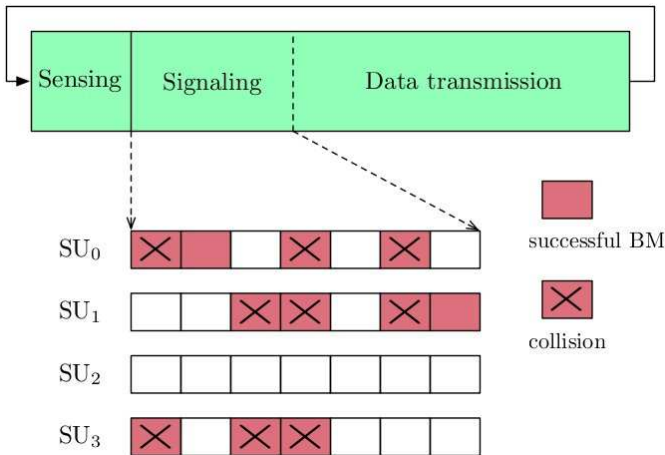 Sensing
Signaling
Data transmission
SU₀
successful BM
SU₁
collision
SU₂
SU₃